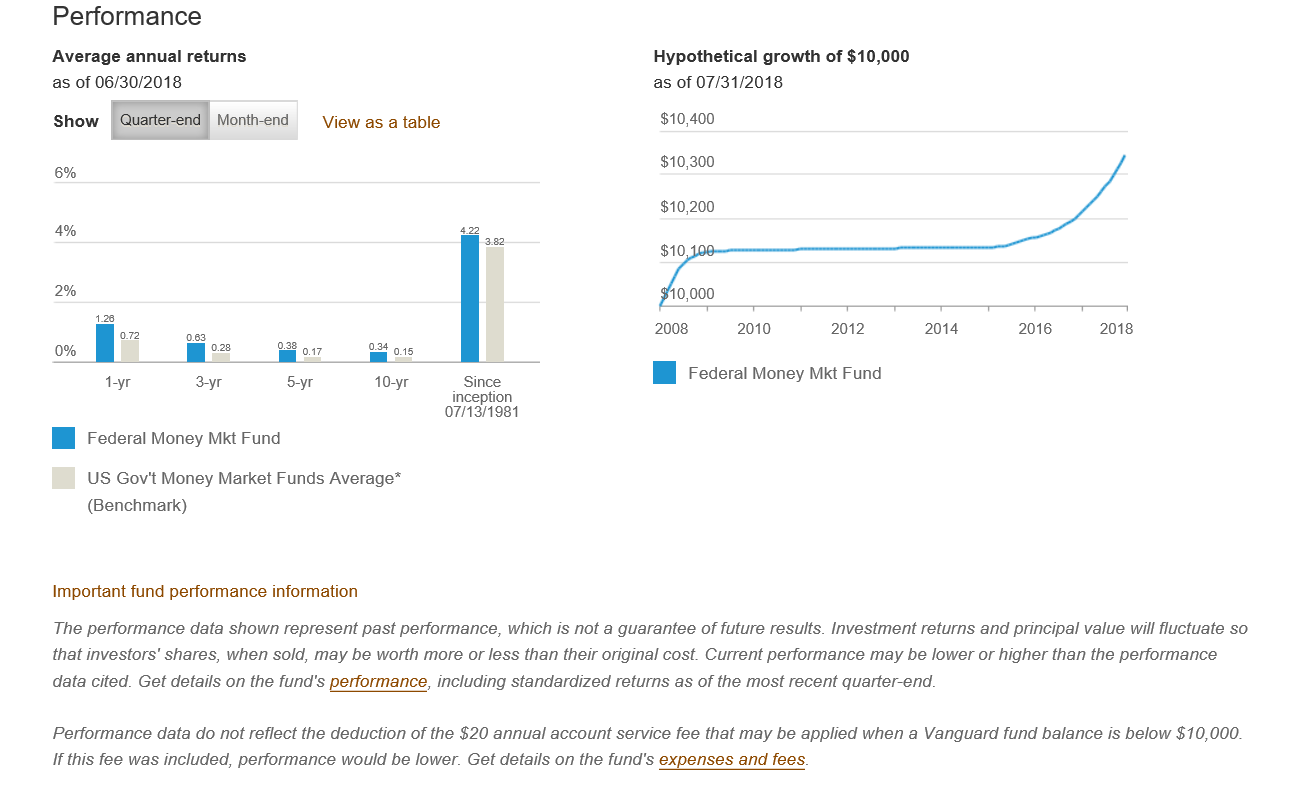 Performance
Average annual returns
as of 06/30/2018
Show Quarter-end Month-end View as a table
6%
4%
2%
0%
1.26
0.72
0.63
0.28
0.38
0.17
0.34
0.15
4.22
3.82
1-yr
3-yr
5-yr
10-yr
Since
inception
07/13/1981
Federal Money Mkt Fund
US Gov't Money Market Funds Average*
(Benchmark)
Hypothetical growth of $10,000
as of 07/31/2018
$10,400
$10,300
$10,200
$10,100
$10,000
2008 2010 2012 2014 2016 2018
Federal Money Mkt Fund
Important fund performance information
The performance data shown represent past performance, which is not a guarantee of future results. Investment returns and principal value will fluctuate so
that investors' shares, when sold, may be worth more or less than their original cost. Current performance may be lower or higher than the performance
data cited. Get details on the fund's performance, including standardized returns as of the most recent quarter-end.
Performance data do not reflect the deduction of the $20 annual account service fee that may be applied when a Vanguard fund balance is below $10,000.
If this fee was included, performance would be lower. Get details on the fund's expenses and fees.